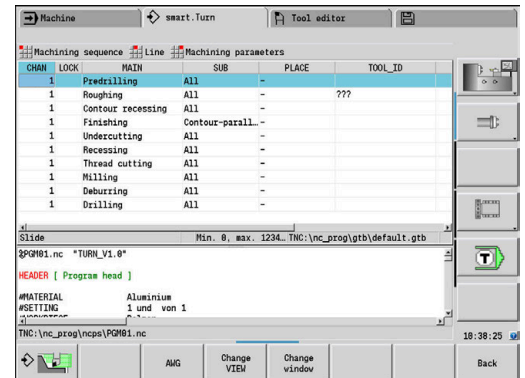 Machine
smart.Turn
Tool editor
Machining sequence Line Machining parameters
CHAN LOCK MAIN SUB PLACE TOOL_ID
1 Predrilling All -
1 Roughing All - ???
1 Contour recessing All -
1 Finishing Contour-parall… -
1 Undercutting All -
1 Recessing All -
1 Thread cutting All -
1 Milling All -
1 Deburring All -
1 Drilling All -
Slide Min. 0, max. 1234… TNC:\nc_prog\gtb\default.gtb
PGM01.nc "TURN_V1.0"
HEADER [ Program head ]
#MATERIAL Aluminium
#SETTING 1 und von 1
TNC:\nc_prog\ncps\PGM01.nc
T
18:38:25
AWG
Change VIEW
Change window
Back